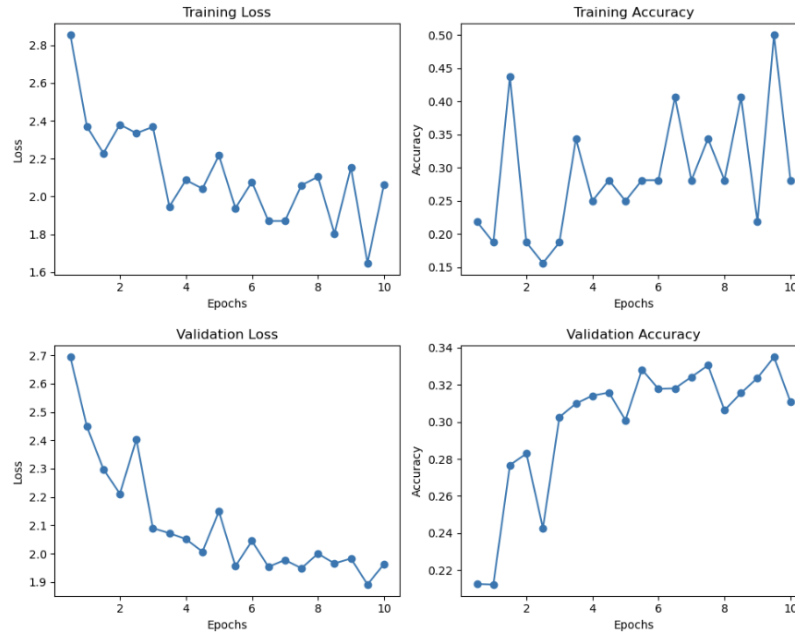 Training Loss
2.8
2.6
2.4
2.2
2.0
1.8
1.6
Loss
2 4 6 8 10
Epochs
Training Accuracy
0.50
0.45
0.40
0.35
0.30
0.25
0.20
0.15
Accuracy
2 4 6 8 10
Epochs
Validation Loss
2.7
2.6
2.5
2.4
2.3
2.2
2.1
2.0
1.9
Loss
2 4 6 8 10
Epochs
Validation Accuracy
0.34
0.32
0.30
0.28
0.26
0.24
0.22
Accuracy
2 4 6 8 10
Epochs